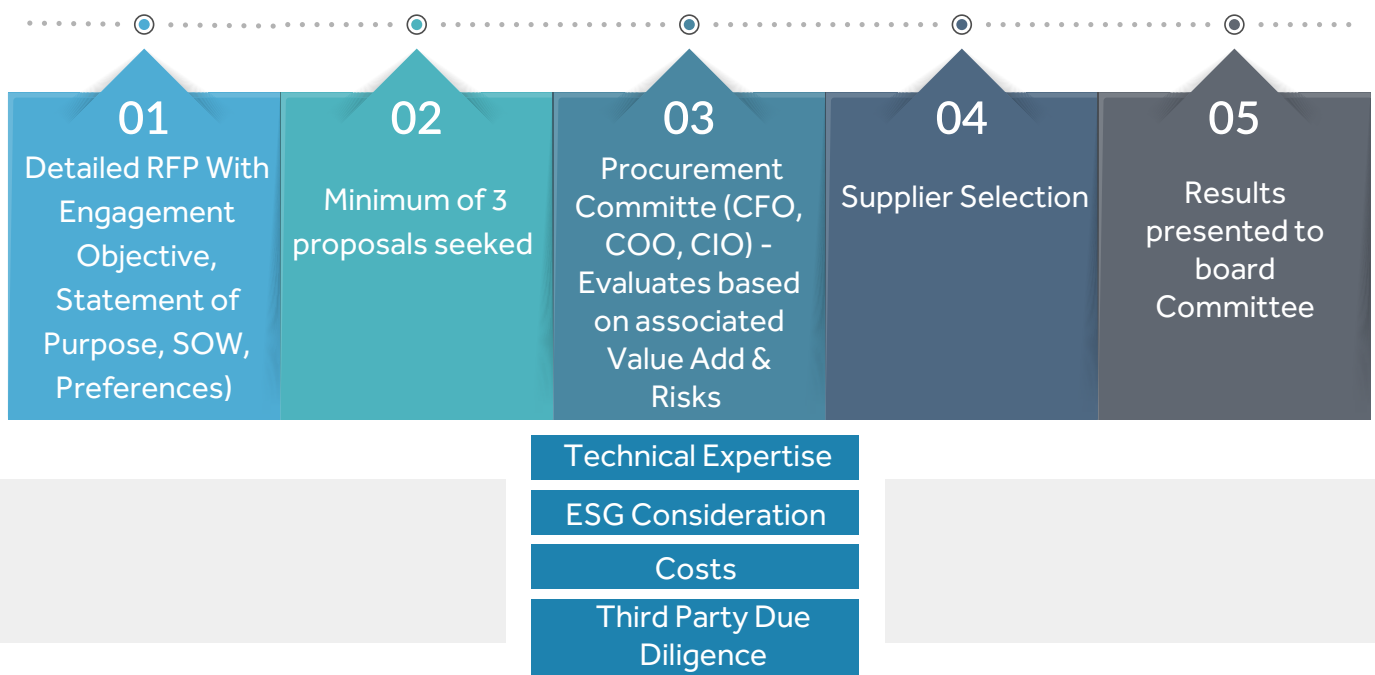 01
Detailed RFP With
Engagement
Objective,
Statement of
Purpose, SOW,
Preferences)
02
Minimum of 3
proposals seeked
03
Procurement
Committe (CFO,
COO, CIO) -
Evaluates based
on associated
Value Add &
Risks
04
Supplier Selection
05
Results
presented to
board
Committee
Technical Expertise
ESG Consideration
Costs
Third Party Due
Diligence